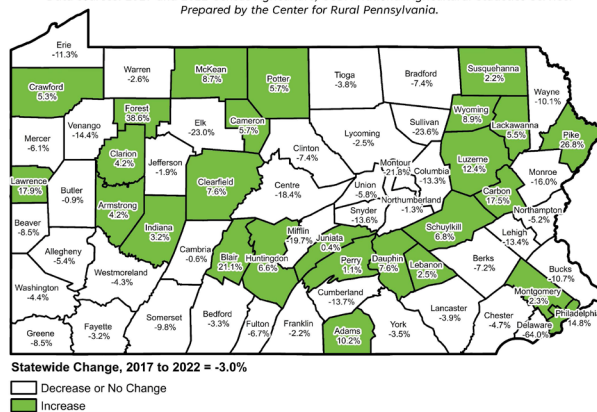 Prepared by the Center for Rural Pennsylvania.
Erie
-11.3%
Warren
-2.6%
McKean
8.7%
Potter
5.7%
Tioga
-3.8%
Bradford
-7.4%
Susquehanna
2.2%
Wayne
-10.1%
Crawford
5.3%
Forest
38.6%
Elk
-23.0%
Cameron
5.7%
Sullivan
-23.6%
Wyoming
8.9%
Lackawanna
5.5%
Pike
26.8%
Mercer
-6.1%
Venango
-14.4%
Clarion
4.2%
Jefferson
-1.9%
Clinton
-7.4%
Lycoming
-2.5%
Montour
-21.8%
Columbia
-13.3%
Luzerne
12.4%
Monroe
-16.0%
Lawrence
17.9%
Butler
-0.9%
Armstrong
4.2%
Clearfield
7.6%
Centre
-18.4%
Union
-5.8%
Northumberland
-1.3%
Carbon
17.5%
Northampton
-5.2%
Beaver
-8.5%
Indiana
3.2%
Snyder
-13.6%
Schuylkill
6.8%
Lehigh
-13.4%
Allegheny
-5.4%
Cambria
-0.6%
Blair
21.1%
Huntingdon
6.6%
Mifflin
-19.7%
Juniata
0.4%
Perry
1.1%
Dauphin
7.6%
Lebanon
2.5%
Berks
-7.2%
Bucks
-10.7%
Washington
-4.4%
Westmoreland
-4.3%
Cumberland
-13.7%
Montgomery
2.3%
Philadelphia
14.8%
Greene
-8.5%
Fayette
-3.2%
Somerset
-9.8%
Bedford
-3.3%
Fulton
-6.7%
Franklin
-2.2%
Adams
10.2%
York
-3.5%
Lancaster
-3.9%
Chester
-4.7%
Delaware
-64.0%
Statewide Change, 2017 to 2022 = -3.0%
Decrease or No Change
Increase